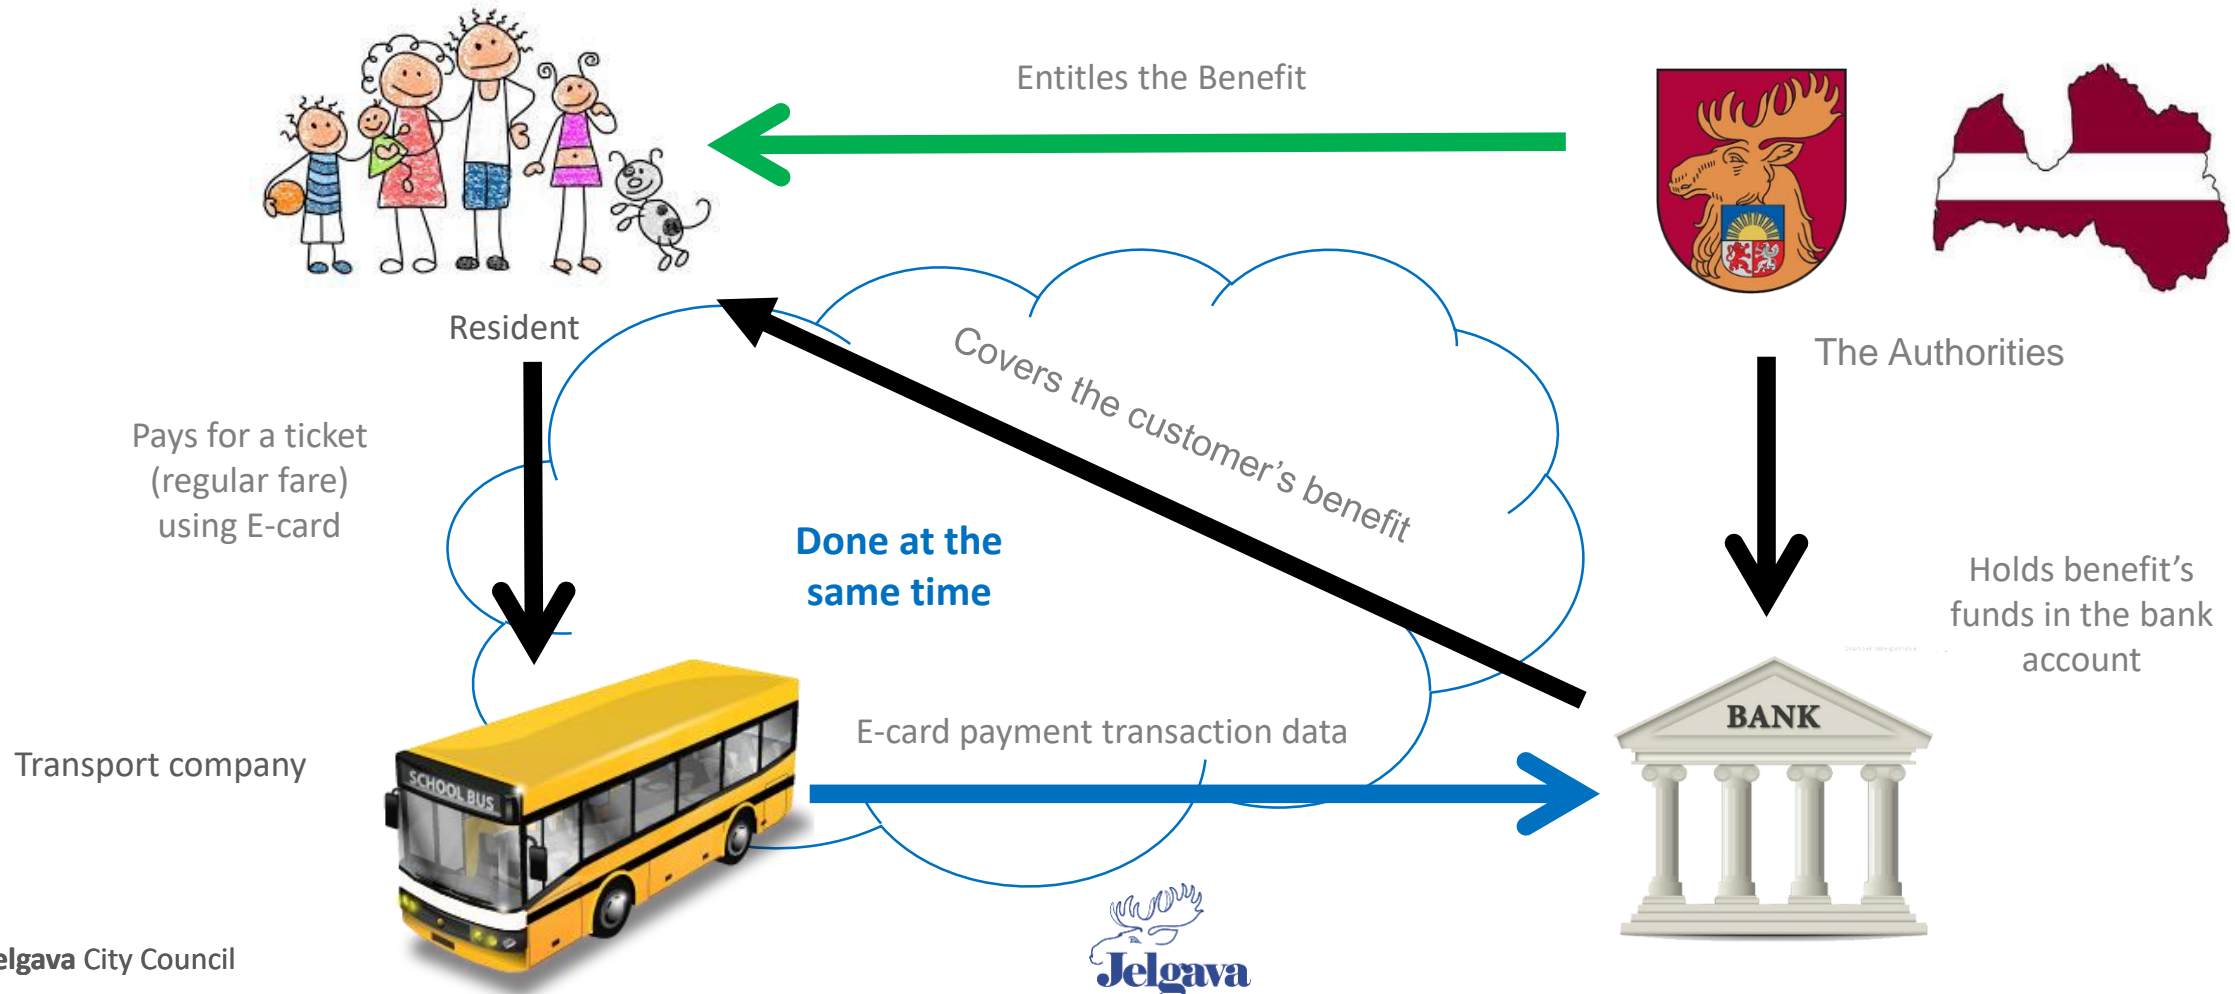 Entitles the Benefit
Resident
The Authorities
Covers the customer's benefit
Pays for a ticket
(regular fare)
using E-card
Done at the
same time
Holds benefit's
funds in the bank
account
BANK
E-card payment transaction data
Transport company
SCHOOL BUS
elgava City Council
Jelgava